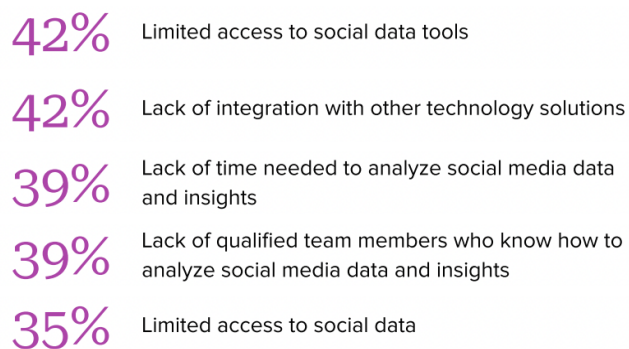 42% Limited access to social data tools
42% Lack of integration with other technology solutions
39% Lack of time needed to analyze social media data
and insights
39% Lack of qualified team members who know how to
analyze social media data and insights
35% Limited access to social data